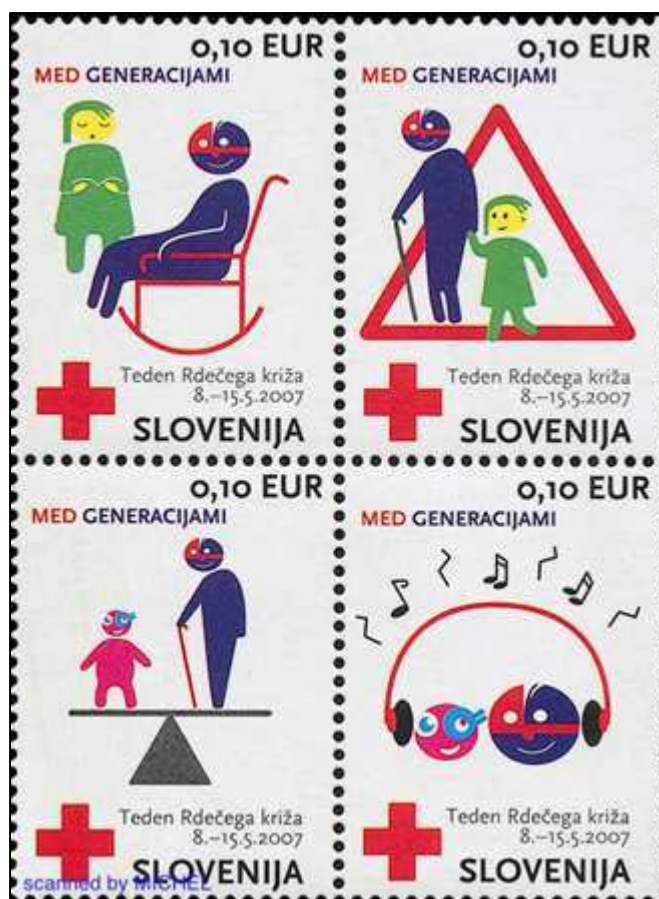 0,10 EUR
MED GENERACIJAMI
Teden Rdečega križa
8.–15.5.2007
SLOVENIJA
0,10 EUR
MED GENERACIJAMI
Teden Rdečega križa
8.–15.5.2007
SLOVENIJA
0,10 EUR
MED GENERACIJAMI
Teden Rdečega križa
8.–15.5.2007
SLOVENIJA
scanned by MICHEL
0,10 EUR
MED GENERACIJAMI
Teden Rdečega križa
8.–15.5.2007
SLOVENIJA